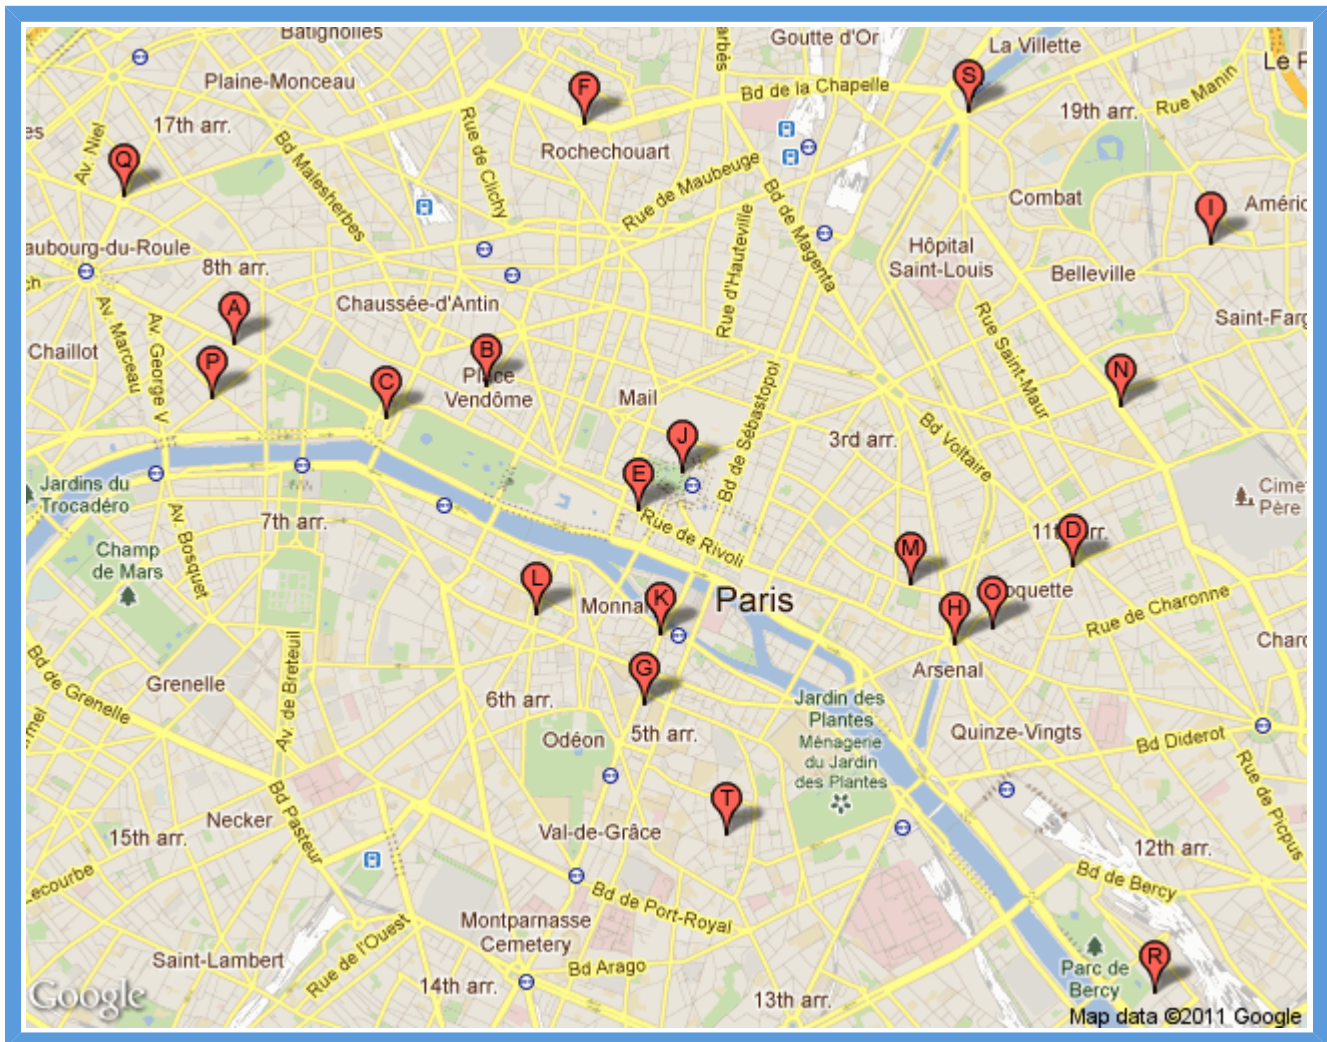 Batignolles
Goutte d'Or
La Villette
Plaine-Monceau
Bd de la Chapelle
19th arr.
Rue Manin
17th arr.
Av. Niel
Bd Malesherbes
Rue de Clichy
Rochechouart
Rue de Maubeuge
Bd de Magenta
Combat
Rue d'Hauteville
Hôpital
Saint-Louis
Belleville
8th arr.
Chaussée-d'Antin
Av. Marceau
Av. George V
Chaillot
Rue Saint-Maur
Place
Vendôme
Mail
Bd de Sébastopol
3rd arr.
Bd Voltaire
Jardins du
Trocadéro
7th arr.
Av. Bosquet
Rue de Rivoli
Champ
de Mars
Paris
Rue de Charonne
Arsenal
Bd de Grenelle
Grenelle
Av. de Breteuil
6th arr.
Odéon
5th arr.
Jardin des
Plantes
Ménagerie
du Jardin
des Plantes
Quinze-Vingts
Bd Diderot
Rue de Picpus
Bd Pasteur
Necker
15th arr.
Val-de-Grâce
12th arr.
Bd de Bercy
Bd de Port-Royal
Montparnasse
Cemetery
Bd Arago
Saint-Lambert
Rue de l'Ouest
14th arr.
13th arr.
Parc de
Bercy
Google
Map data ©2011 Google
A
B
C
D
E
F
G
H
I
J
K
L
M
N
O
P
Q
R
S
T